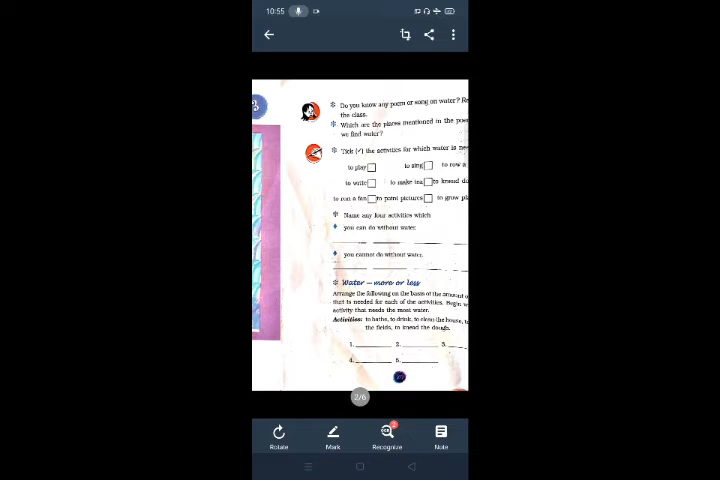 10:55
Do you know any poem or song on water? Re
the class.
Which are the places mentioned in the poem
we find water?
Tick (✓) the activities for which water is nee
to play to sing to row a
to write to make tea to knead do
to run a fan to paint pictures to grow pla
Name any four activities which
you can do without water.
you cannot do without water.
Water – more or less
Arrange the following on the basis of the amount o
that is needed for each of the activities. Begin w
activity that needs the most water.
Activities: to bathe, to drink, to clean the house, to
the fields, to knead the dough.
1. 2. 3.
4. 5.
2/6
Rotate Mark Recognize Note